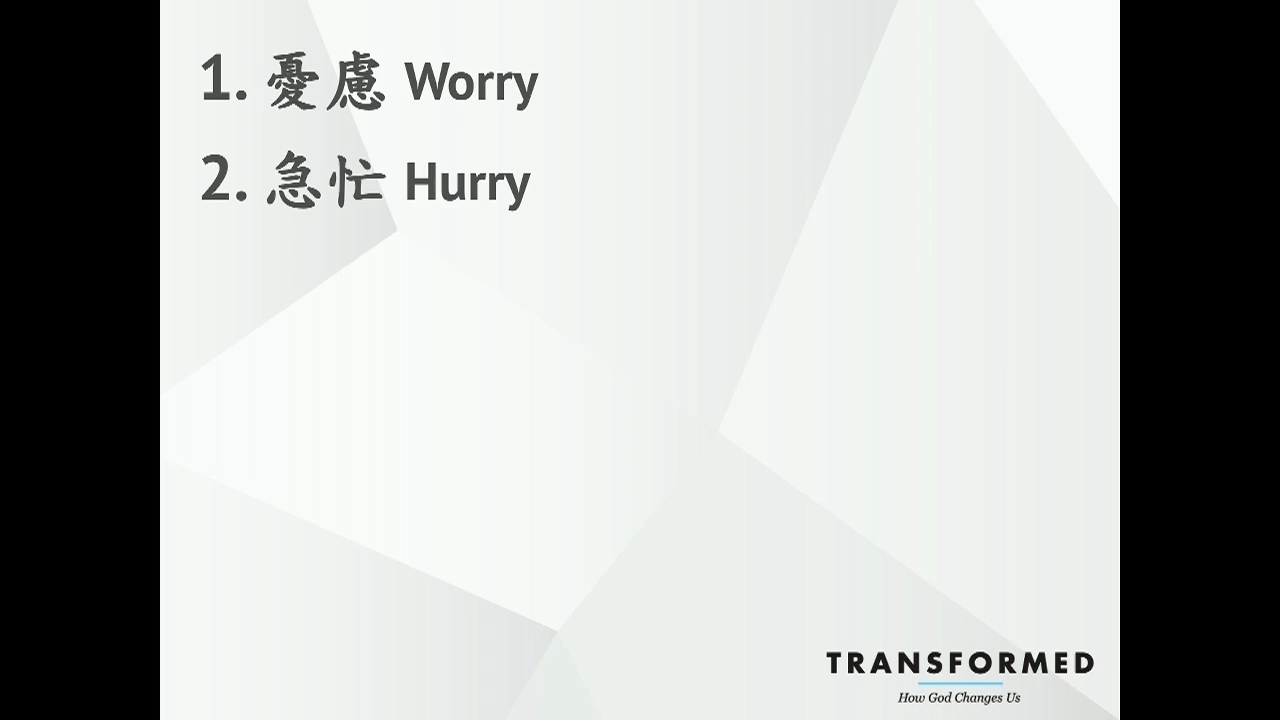 1. 憂慮 Worry
2. 急忙 Hurry
TRANSFORMED
How God Changes Us